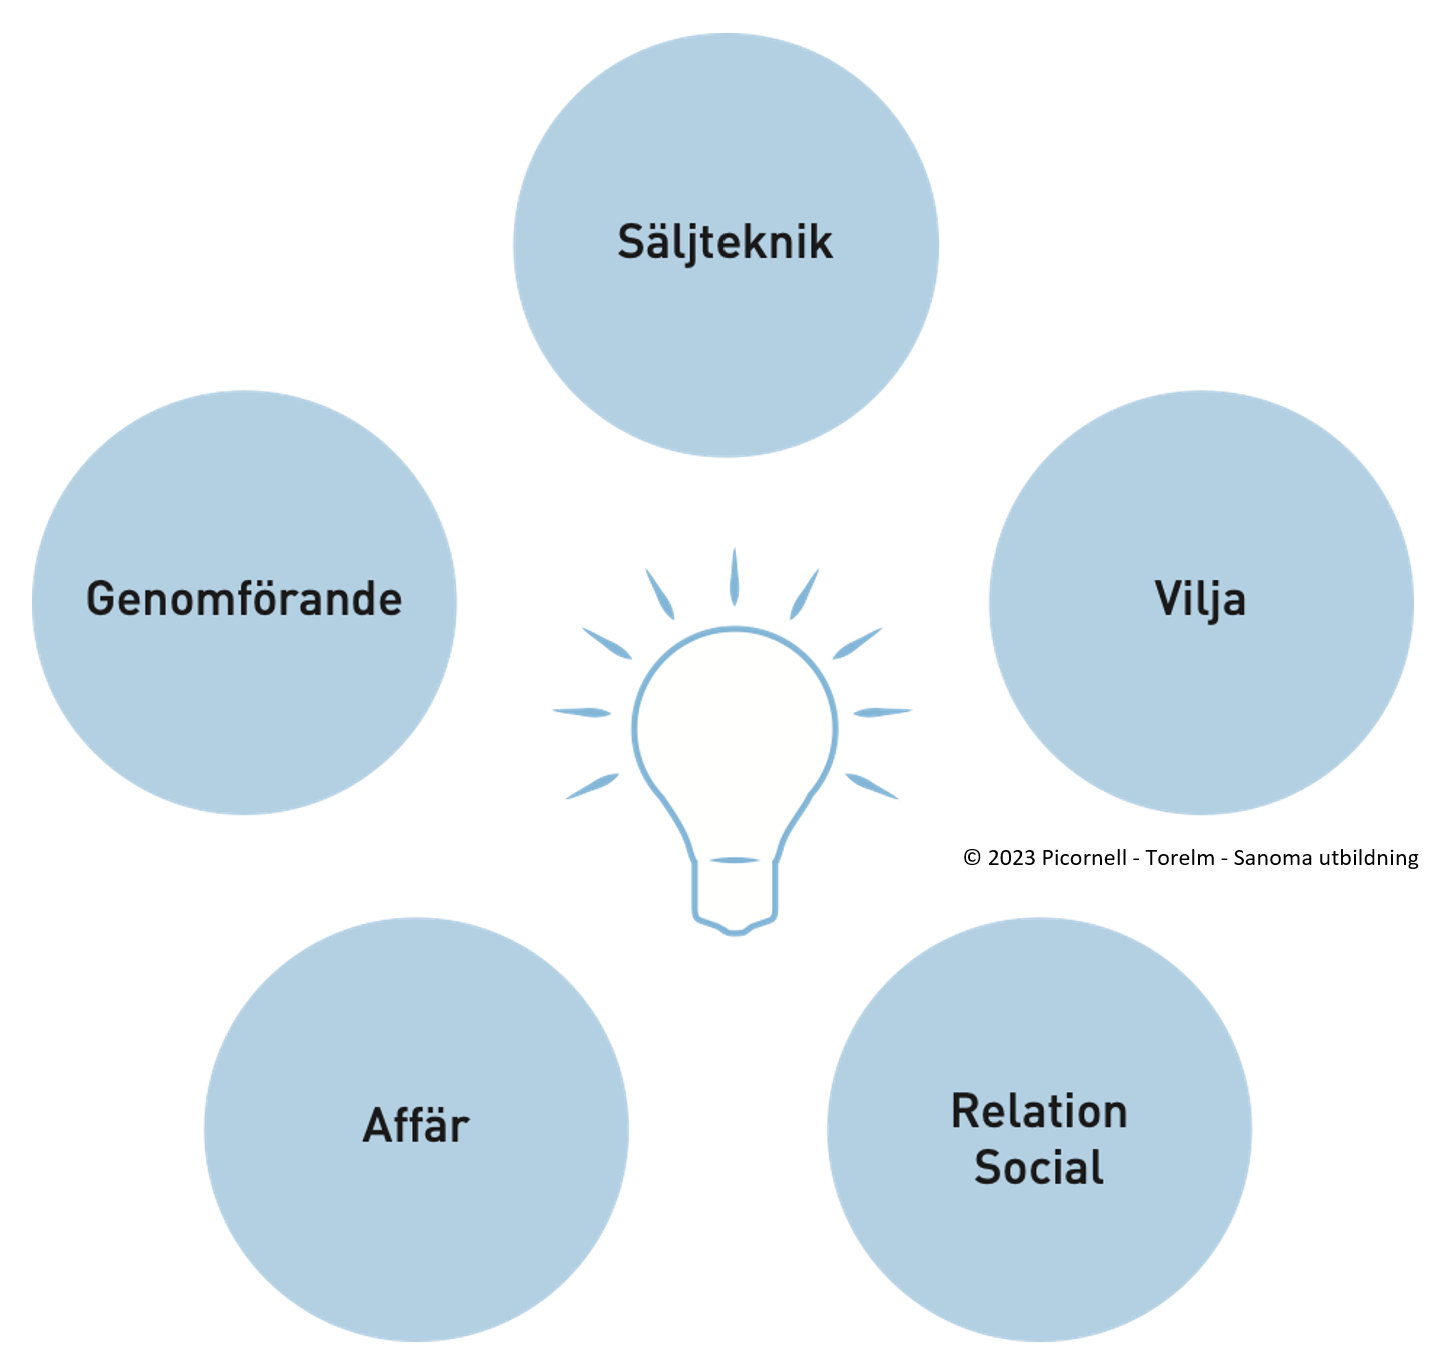 Säljteknik
Genomförande
Vilja
© 2023 Picornell - Torelm - Sanoma utbildning
Affär
Relation
Social